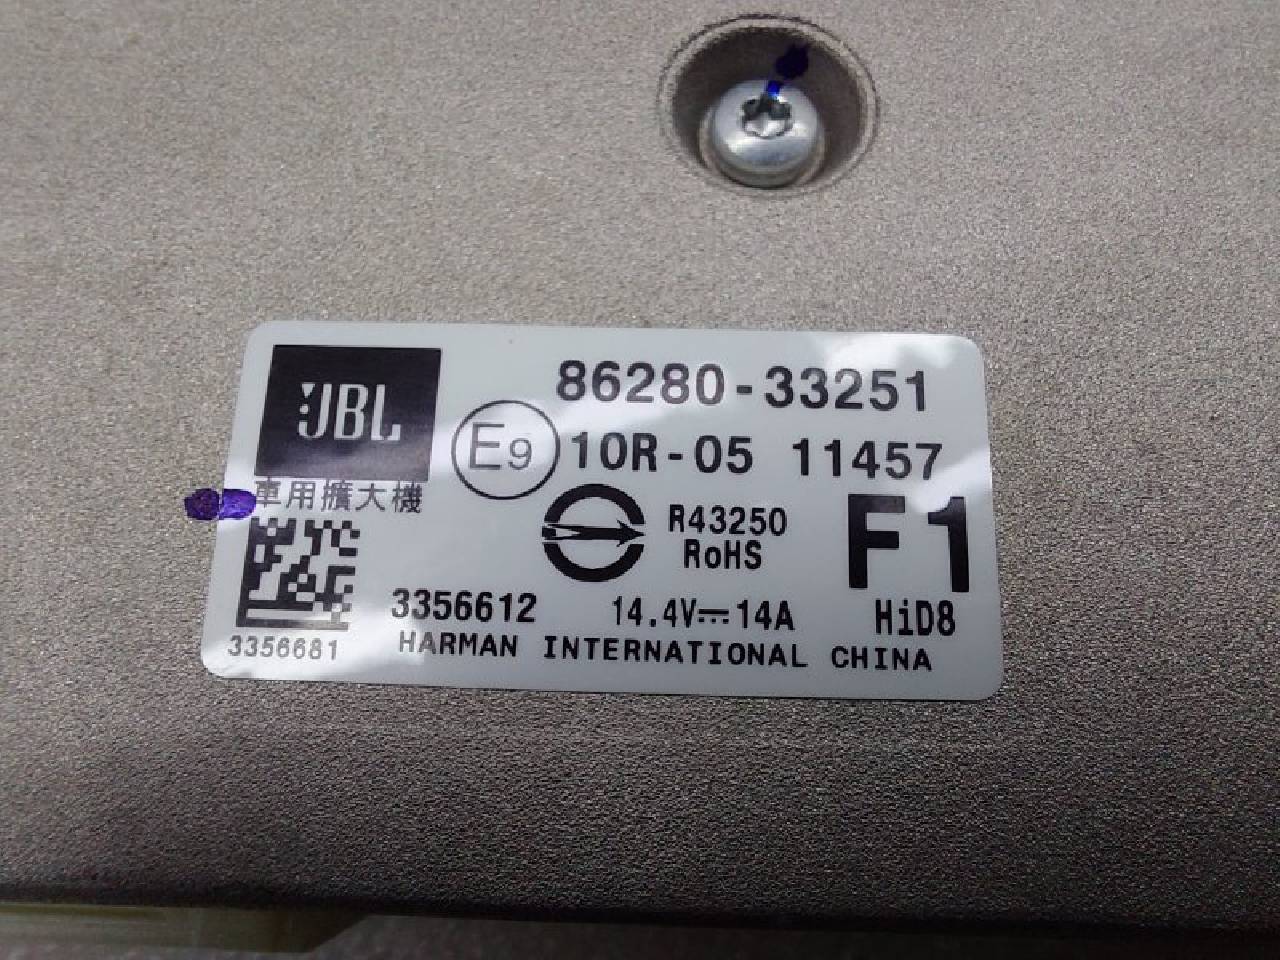 JBL
86280-33251
E9 10R-05 11457
車用擴大機
R43250
RoHS
F1
3356612
14.4V⎓14A
HiD8
3356681
HARMAN INTERNATIONAL CHINA